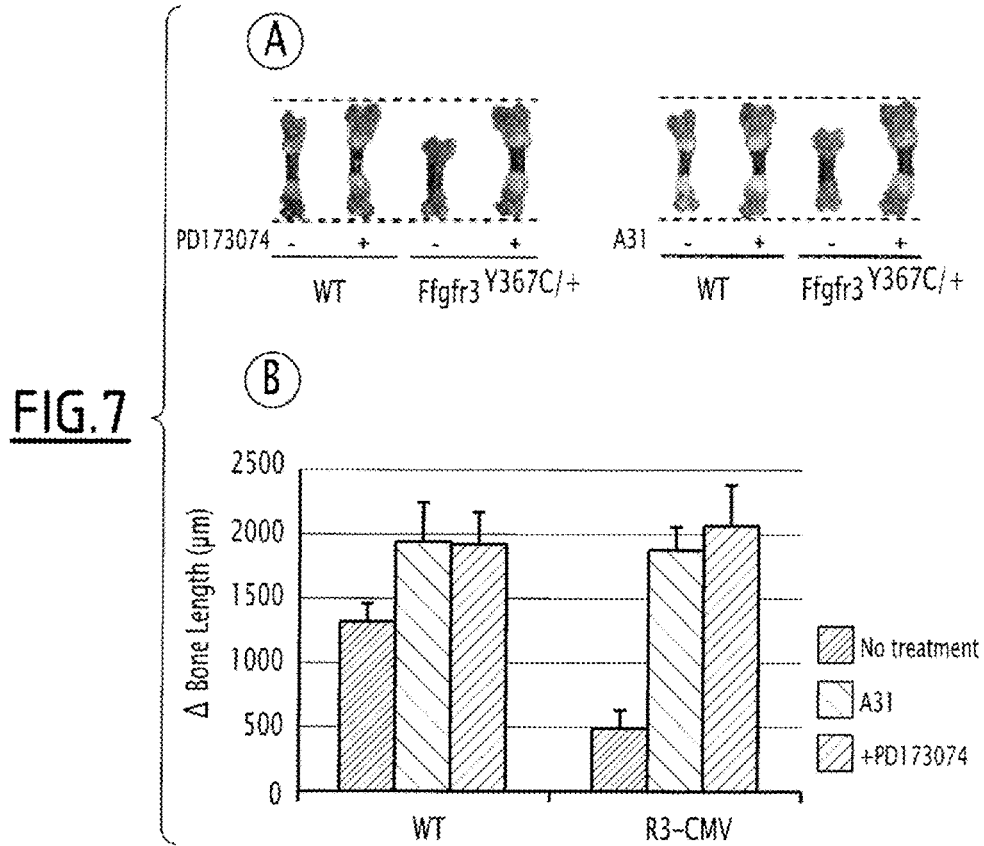 FIG.7
A
PD173074 - + - +
WT Ffgfr3 Y367C/+
A31 - + - +
WT Ffgfr3 Y367C/+
B
Δ Bone Length (μm)
2500
2000
1500
1000
500
0
WT R3-CMV
No treatment
A31
+PD173074